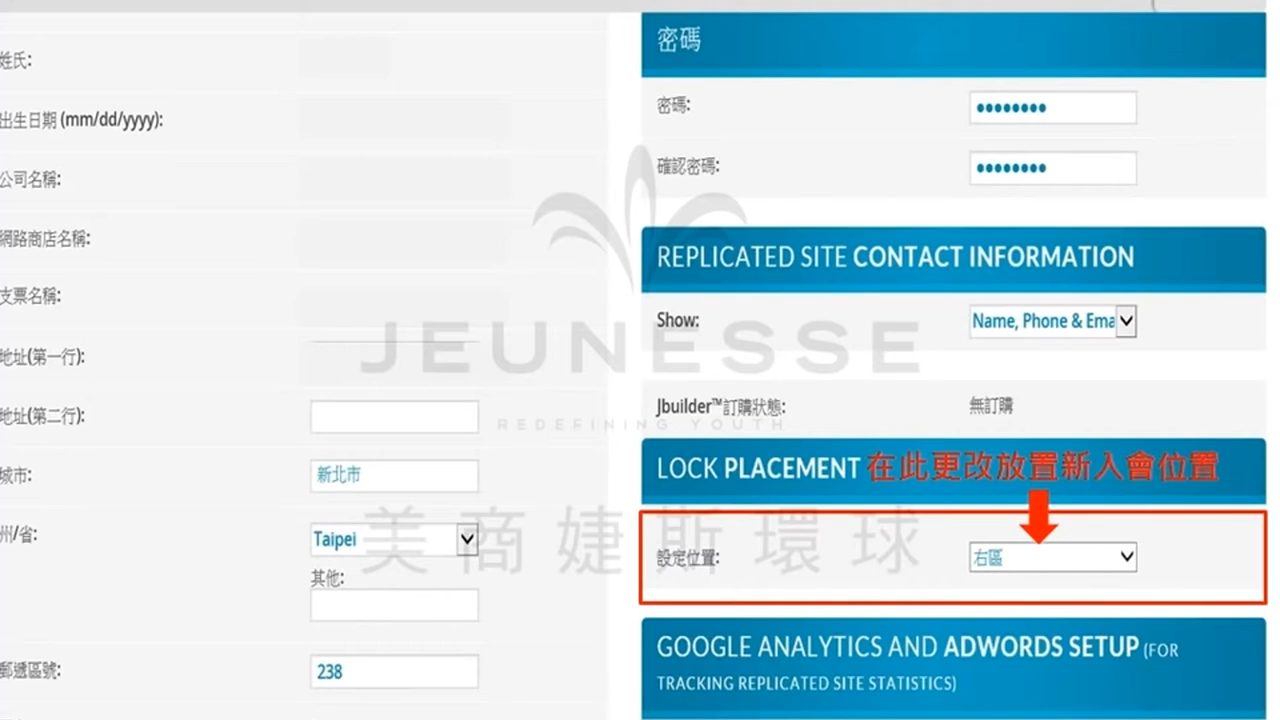 姓氏:
出生日期 (mm/dd/yyyy):
公司名稱:
網路商店名稱:
支票名稱:
地址(第一行):
地址(第二行):
城市:
新北市
州/省:
Taipei
其他:
郵遞區號:
238
密碼
密碼:
確認密碼:
REPLICATED SITE CONTACT INFORMATION
Show:
Name, Phone & Ema
Jbuilder™訂購狀態:
無訂購
LOCK PLACEMENT 在此更改放置新入會位置
設定位置:
右區
GOOGLE ANALYTICS AND ADWORDS SETUP (FOR
TRACKING REPLICATED SITE STATISTICS)
JEUNESSE
REDEFINING YOUTH
美商婕斯環球